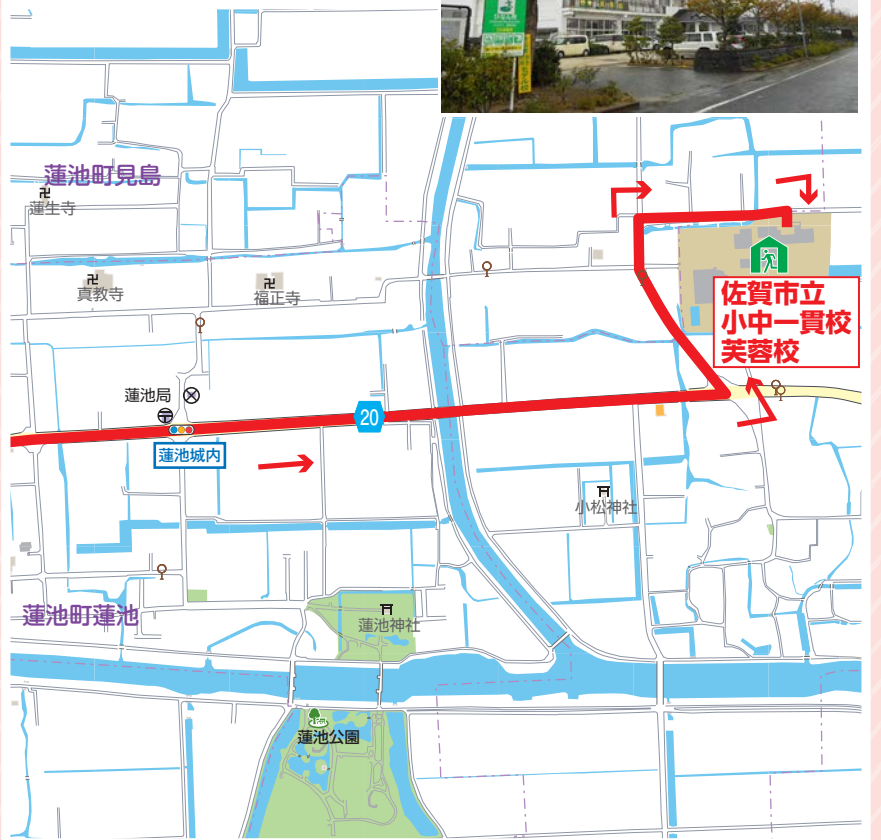 蓮池町見島
蓮生寺
真教寺
福正寺
佐賀市立
小中一貫校
芙蓉校
蓮池局
20
蓮池城内
小松神社
蓮池町蓮池
蓮池神社
蓮池公園